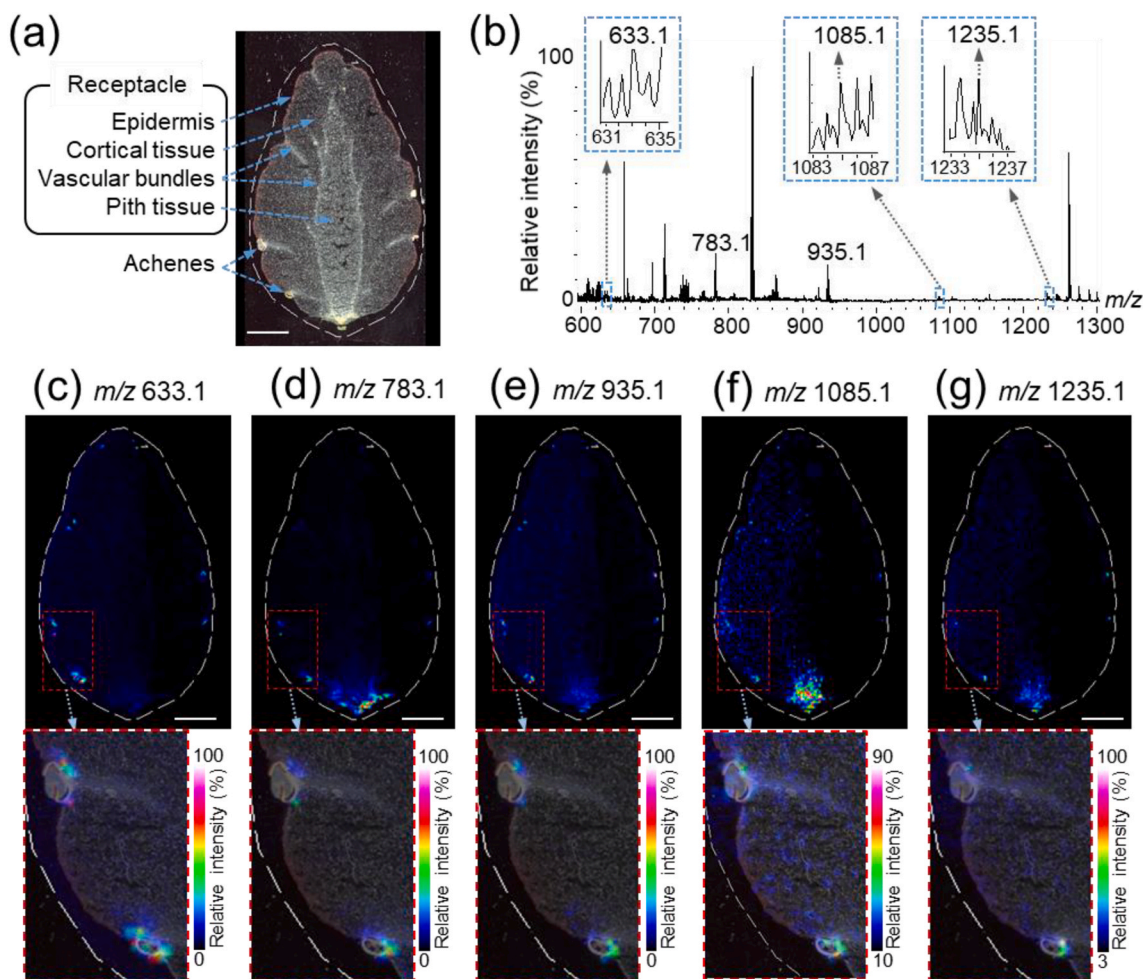 (a)
Receptacle
Epidermis
Cortical tissue
Vascular bundles
Pith tissue
Achenes
(b)
Relative intensity (%)
100
0
633.1
631 635
1085.1
1083 1087
1235.1
1233 1237
783.1
935.1
m/z
600 700 800 900 1000 1100 1200 1300
(c) m/z 633.1
(d) m/z 783.1
(e) m/z 935.1
(f) m/z 1085.1
(g) m/z 1235.1
100
Relative intensity (%)
0
100
Relative intensity (%)
0
100
Relative intensity (%)
0
90
Relative intensity (%)
10
100
Relative intensity (%)
3